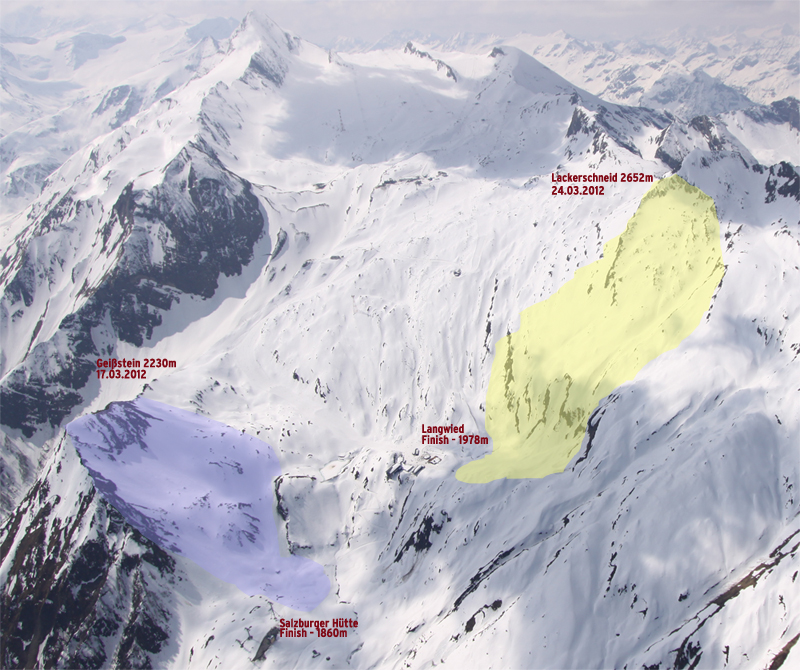 Lackerschneid 2652m
24.03.2012
Geißstein 2230m
17.03.2012
Langwied
Finish - 1978m
Salzburger Hütte
Finish - 1860m